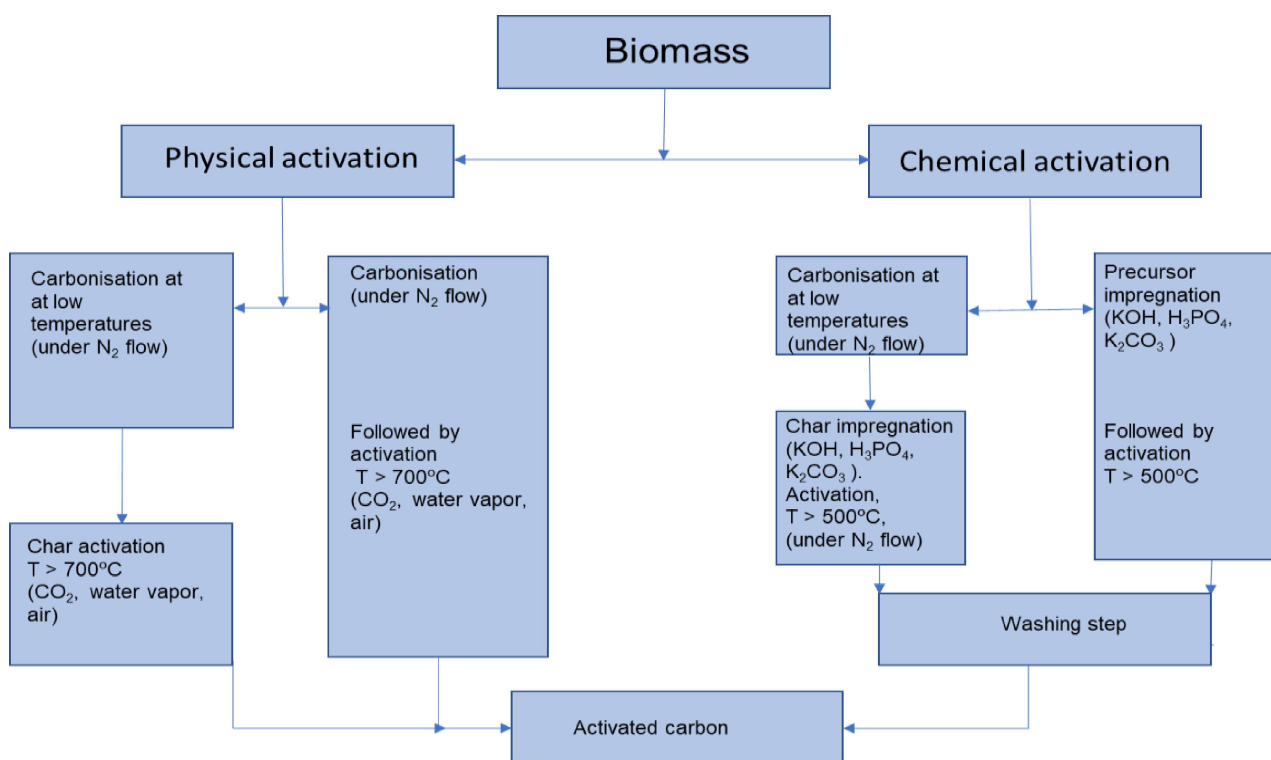 Biomass
Physical activation
Chemical activation
Carbonisation at
at low
temperatures
(under N₂ flow)
Carbonisation
(under N₂ flow)
Followed by
activation
T > 700ºC
(CO₂, water vapor,
air)
Char activation
T > 700ºC
(CO₂, water vapor,
air)
Carbonisation at
at low
temperatures
(under N₂ flow)
Precursor
impregnation
(KOH, H₃PO₄,
K₂CO₃ )
Followed by
activation
T > 500ºC
Char impregnation
(KOH, H₃PO₄,
K₂CO₃ ).
Activation,
T > 500ºC,
(under N₂ flow)
Washing step
Activated carbon